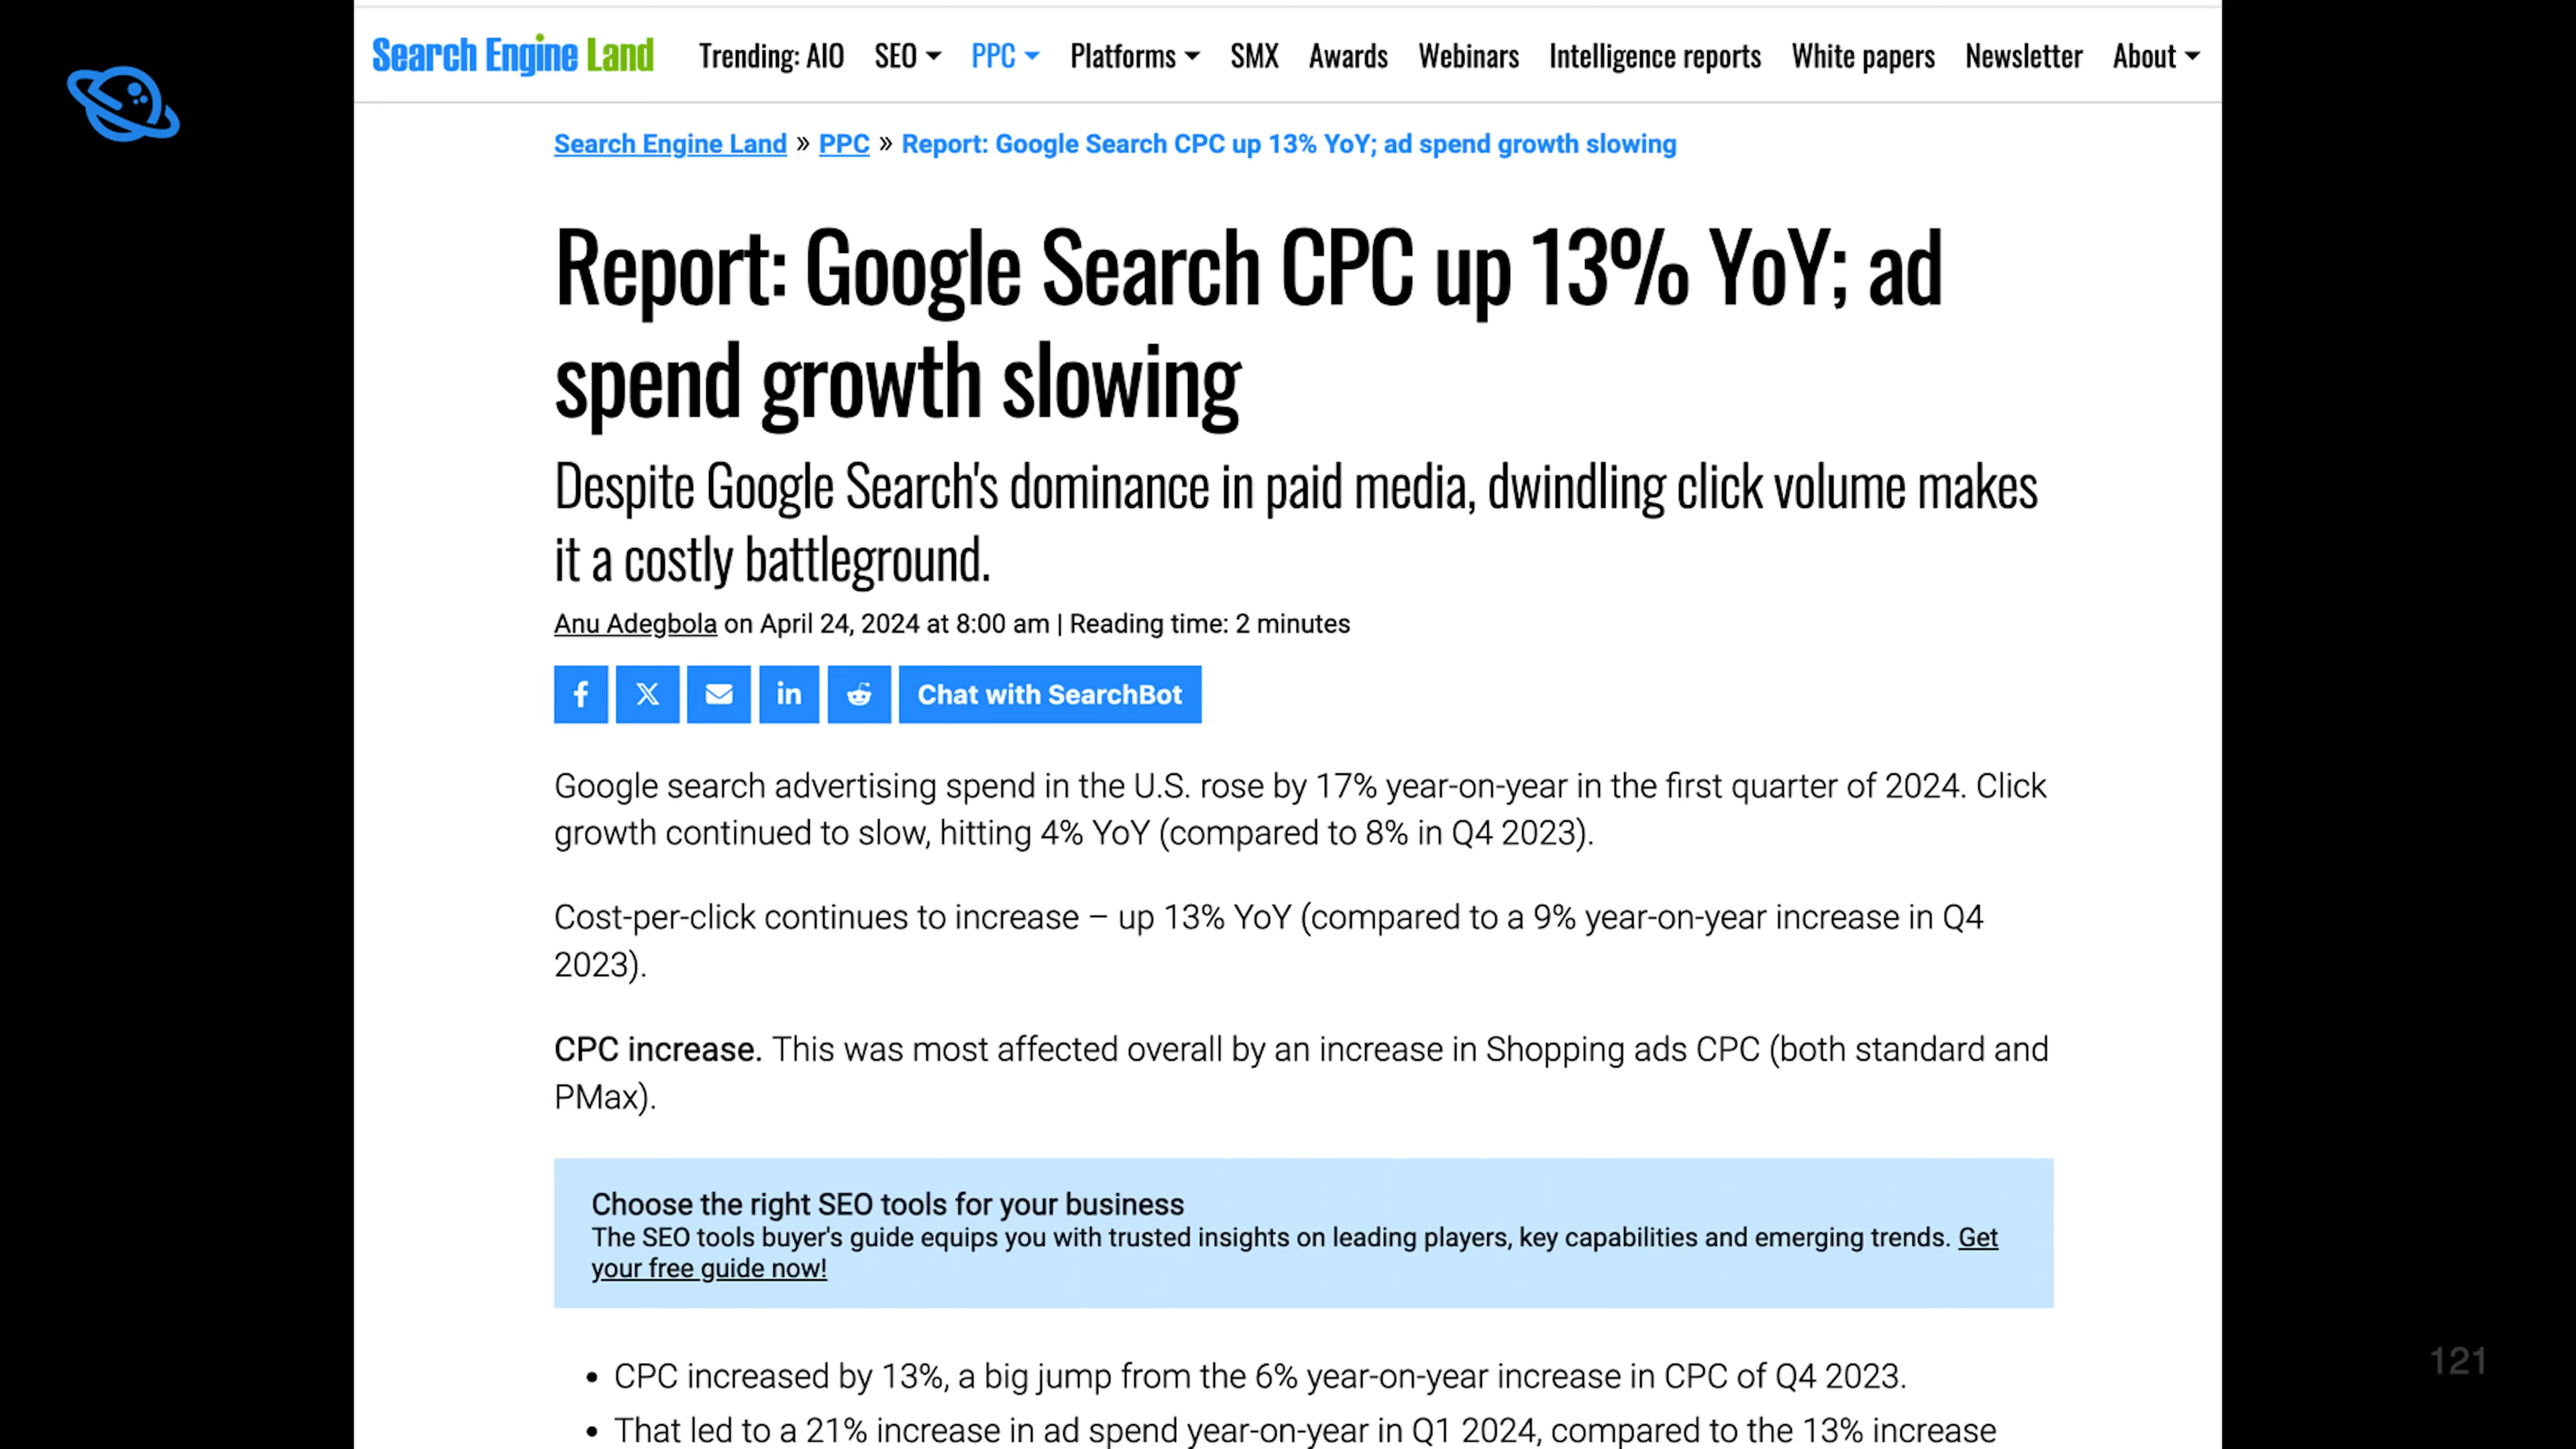 Search Engine Land Trending: AIO SEO PPC Platforms SMX Awards Webinars Intelligence reports White papers Newsletter About
Search Engine Land » PPC » Report: Google Search CPC up 13% YoY; ad spend growth slowing
Report: Google Search CPC up 13% YoY; ad
spend growth slowing
Despite Google Search's dominance in paid media, dwindling click volume makes
it a costly battleground.
Anu Adegbola on April 24, 2024 at 8:00 am | Reading time: 2 minutes
Chat with SearchBot
Google search advertising spend in the U.S. rose by 17% year-on-year in the first quarter of 2024. Click
growth continued to slow, hitting 4% YoY (compared to 8% in Q4 2023).
Cost-per-click continues to increase – up 13% YoY (compared to a 9% year-on-year increase in Q4
2023).
CPC increase. This was most affected overall by an increase in Shopping ads CPC (both standard and
PMax).
Choose the right SEO tools for your business
The SEO tools buyer's guide equips you with trusted insights on leading players, key capabilities and emerging trends. Get
your free guide now!
• CPC increased by 13%, a big jump from the 6% year-on-year increase in CPC of Q4 2023.
• That led to a 21% increase in ad spend year-on-year in Q1 2024, compared to the 13% increase
121